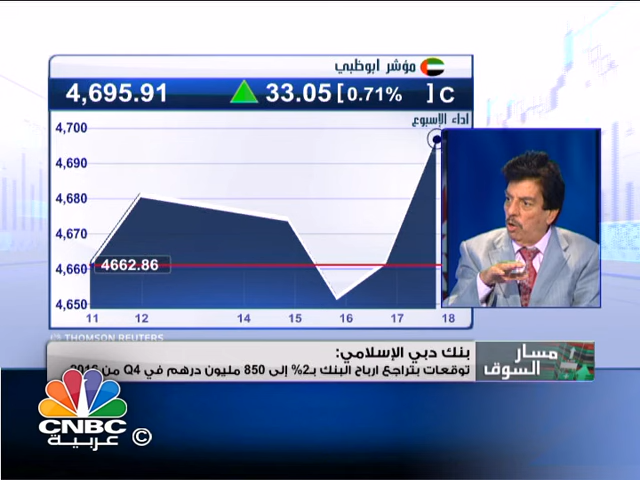 مؤشر ابوظبي
4,695.91 33.05 [0.71% ] C
اداء الإسبوع
4,700
4,690
4,680
4,670
4,660
4,650
4662.86
11 12 14 15 16 17 18
THOMSON REUTERS
مسار السوق
بنك دبي الإسلامي:
توقعات بتراجع ارباح البنك بـ2% إلى 850 مليون درهم في Q4 من 2016
CNBC
عربية ©